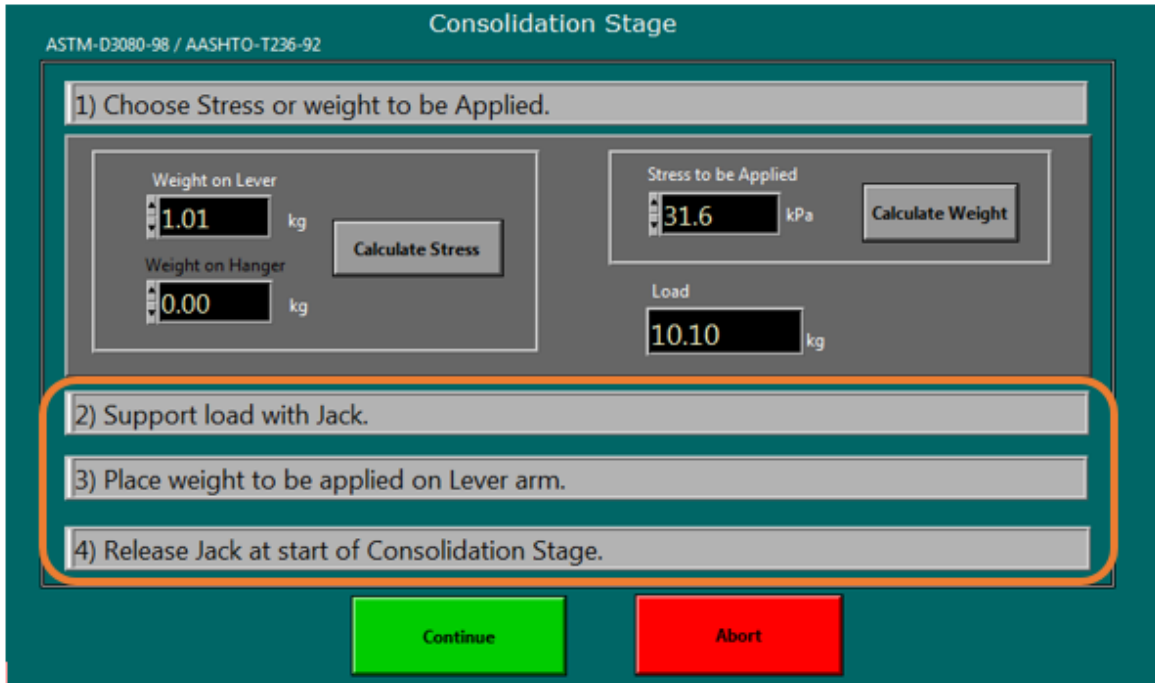 Consolidation Stage
ASTM-D3080-98 / AASHTO-T236-92
1) Choose Stress or weight to be Applied.
Weight on Lever
1.01 kg
Calculate Stress
Weight on Hanger
0.00 kg
Stress to be Applied
31.6 kPa
Calculate Weight
Load
10.10 kg
2) Support load with Jack.
3) Place weight to be applied on Lever arm.
4) Release Jack at start of Consolidation Stage.
Continue
Abort